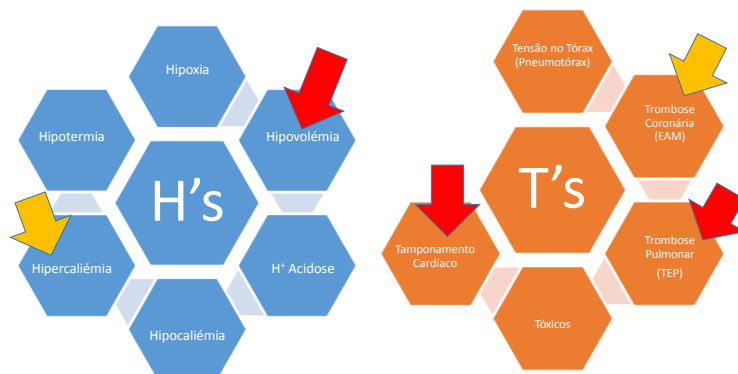 H's
Hipoxia
Hipovolémia
H⁺ Acidose
Hipocaliémia
Hipercaliémia
Hipotermia
T's
Tensão no Tórax
(Pneumotórax)
Trombose
Coronária
(EAM)
Trombose
Pulmonar
(TEP)
Tóxicos
Tamponamento
Cardíaco